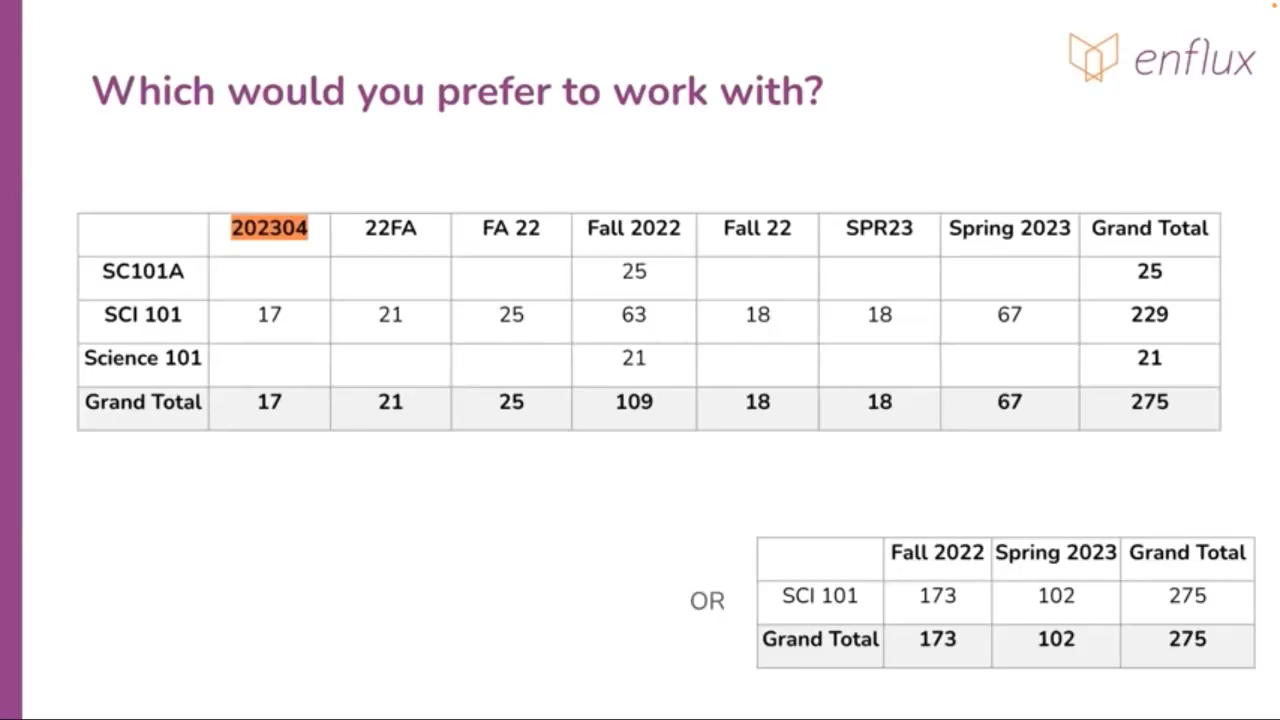 enflux
Which would you prefer to work with?
202304 22FA FA 22 Fall 2022 Fall 22 SPR23 Spring 2023 Grand Total
SC101A 25 25
SCI 101 17 21 25 63 18 18 67 229
Science 101 21 21
Grand Total 17 21 25 109 18 18 67 275
OR
Fall 2022 Spring 2023 Grand Total
SCI 101 173 102 275
Grand Total 173 102 275